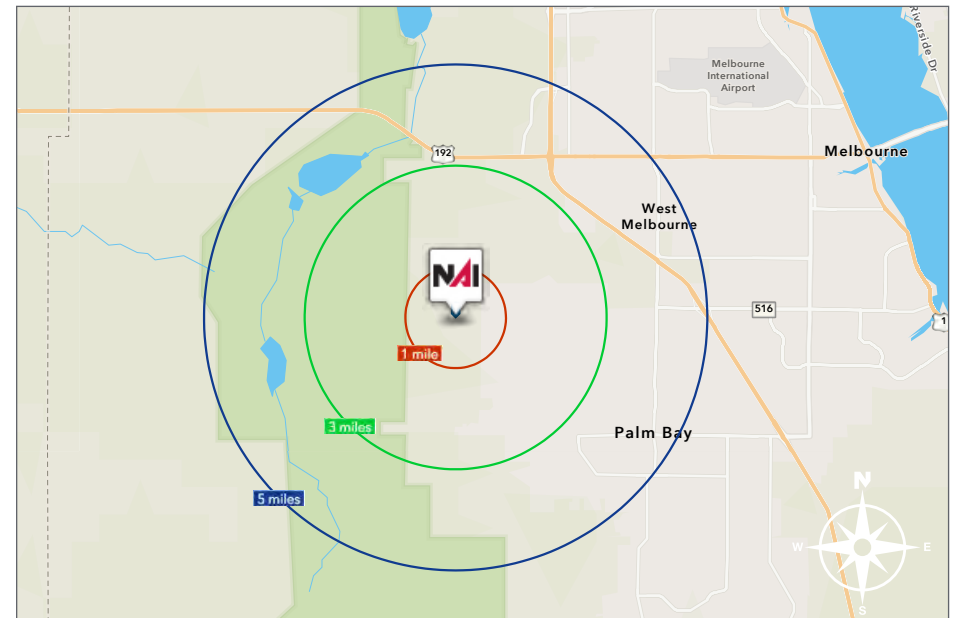 Riverside Dr
Melbourne
International
Airport
192
Melbourne
West
Melbourne
NAI
516
1
1 mile
3 miles
Palm Bay
5 miles
N
W
E
S